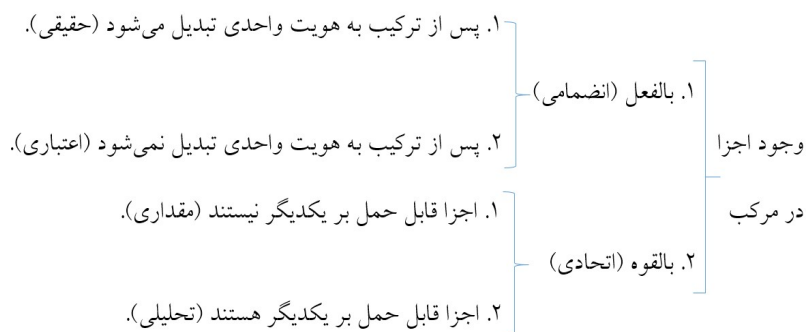 وجود اجزا
در مرکب
۱. بالفعل (انضمامی)
۱. پس از ترکیب به هویت واحدی تبدیل می‌شود (حقیقی).
۲. پس از ترکیب به هویت واحدی تبدیل نمی‌شود (اعتباری).
۲. بالقوه (اتحادی)
۱. اجزا قابل حمل بر یکدیگر نیستند (مقداری).
۲. اجزا قابل حمل بر یکدیگر هستند (تحلیلی).